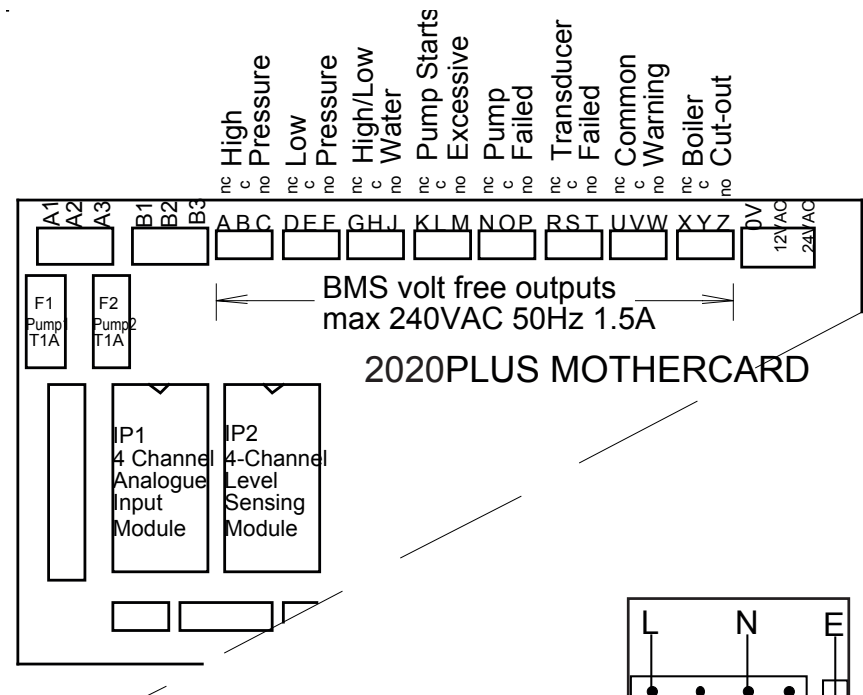 High
Pressure
Low
Pressure
High/Low
Water
Pump Starts
Excessive
Pump
Failed
Transducer
Failed
Common
Warning
Boiler
Cut-out
nc c no nc c no nc c no nc c no nc c no nc c no nc c no nc c no
A1 A2 A3 B1 B2 B3 A B C D E F G H J K L M N O P R S T U V W X Y Z 0V 12VAC 24VAC
BMS volt free outputs
max 240VAC 50Hz 1.5A
F1
Pump1
T1A
F2
Pump2
T1A
2020PLUS MOTHERCARD
IP1
4 Channel
Analogue
Input
Module
IP2
4-Channel
Level
Sensing
Module
L N E